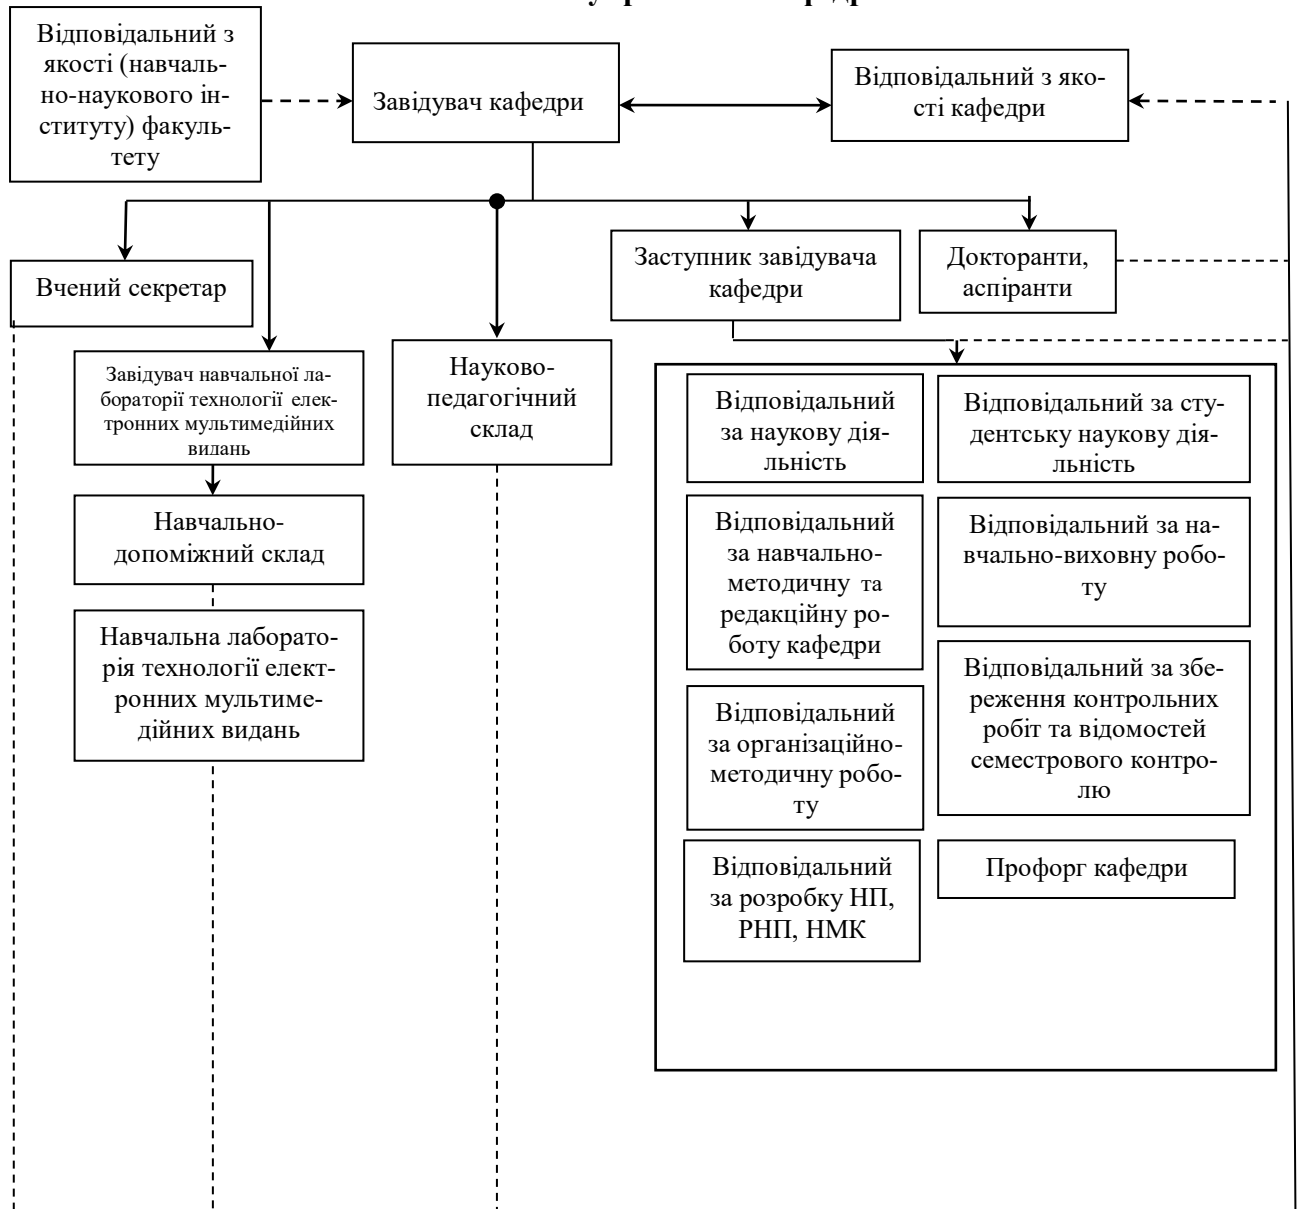 Відповідальний з
якості (навчаль-
но-наукового ін-
ституту) факуль-
тету
Завідувач кафедри
Відповідальний з яко-
сті кафедри
Вчений секретар
Заступник завідувача
кафедри
Докторанти,
аспіранти
Завідувач навчальної ла-
бораторії технології елек-
тронних мультимедійних
видань
Науково-
педагогічний
склад
Навчально-
допоміжний склад
Навчальна лаборато-
рія технології елект-
ронних мультиме-
дійних видань
Відповідальний
за наукову дія-
льність
Відповідальний за сту-
дентську наукову дія-
льність
Відповідальний
за навчально-
методичну та
редакційну ро-
боту кафедри
Відповідальний за на-
вчально-виховну робо-
ту
Відповідальний
за організаційно-
методичну робо-
ту
Відповідальний за збе-
реження контрольних
робіт та відомостей
семестрового контро-
лю
Відповідальний
за розробку НП,
РНП, НМК
Профорг кафедри